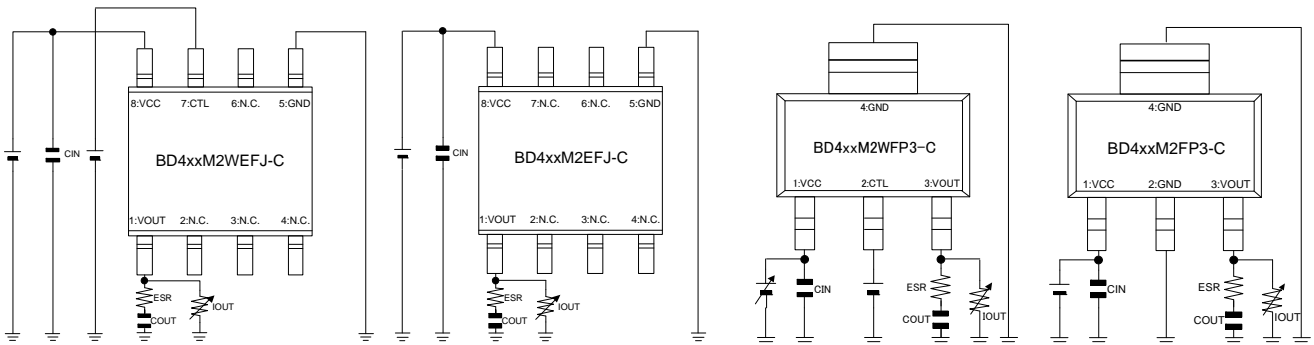 8:VCC 7:CTL 6:N.C. 5:GND
CIN
BD4xxM2WEFJ-C
1:VOUT 2:N.C. 3:N.C. 4:N.C.
ESR
IOUT
COUT
8:VCC 7:N.C. 6:N.C. 5:GND
CIN
BD4xxM2EFJ-C
1:VOUT 2:N.C. 3:N.C. 4:N.C.
ESR
IOUT
COUT
4:GND
BD4xxM2WFP3-C
1:VCC 2:CTL 3:VOUT
CIN
ESR
COUT
IOUT
4:GND
BD4xxM2FP3-C
1:VCC 2:GND 3:VOUT
CIN
ESR
COUT
IOUT